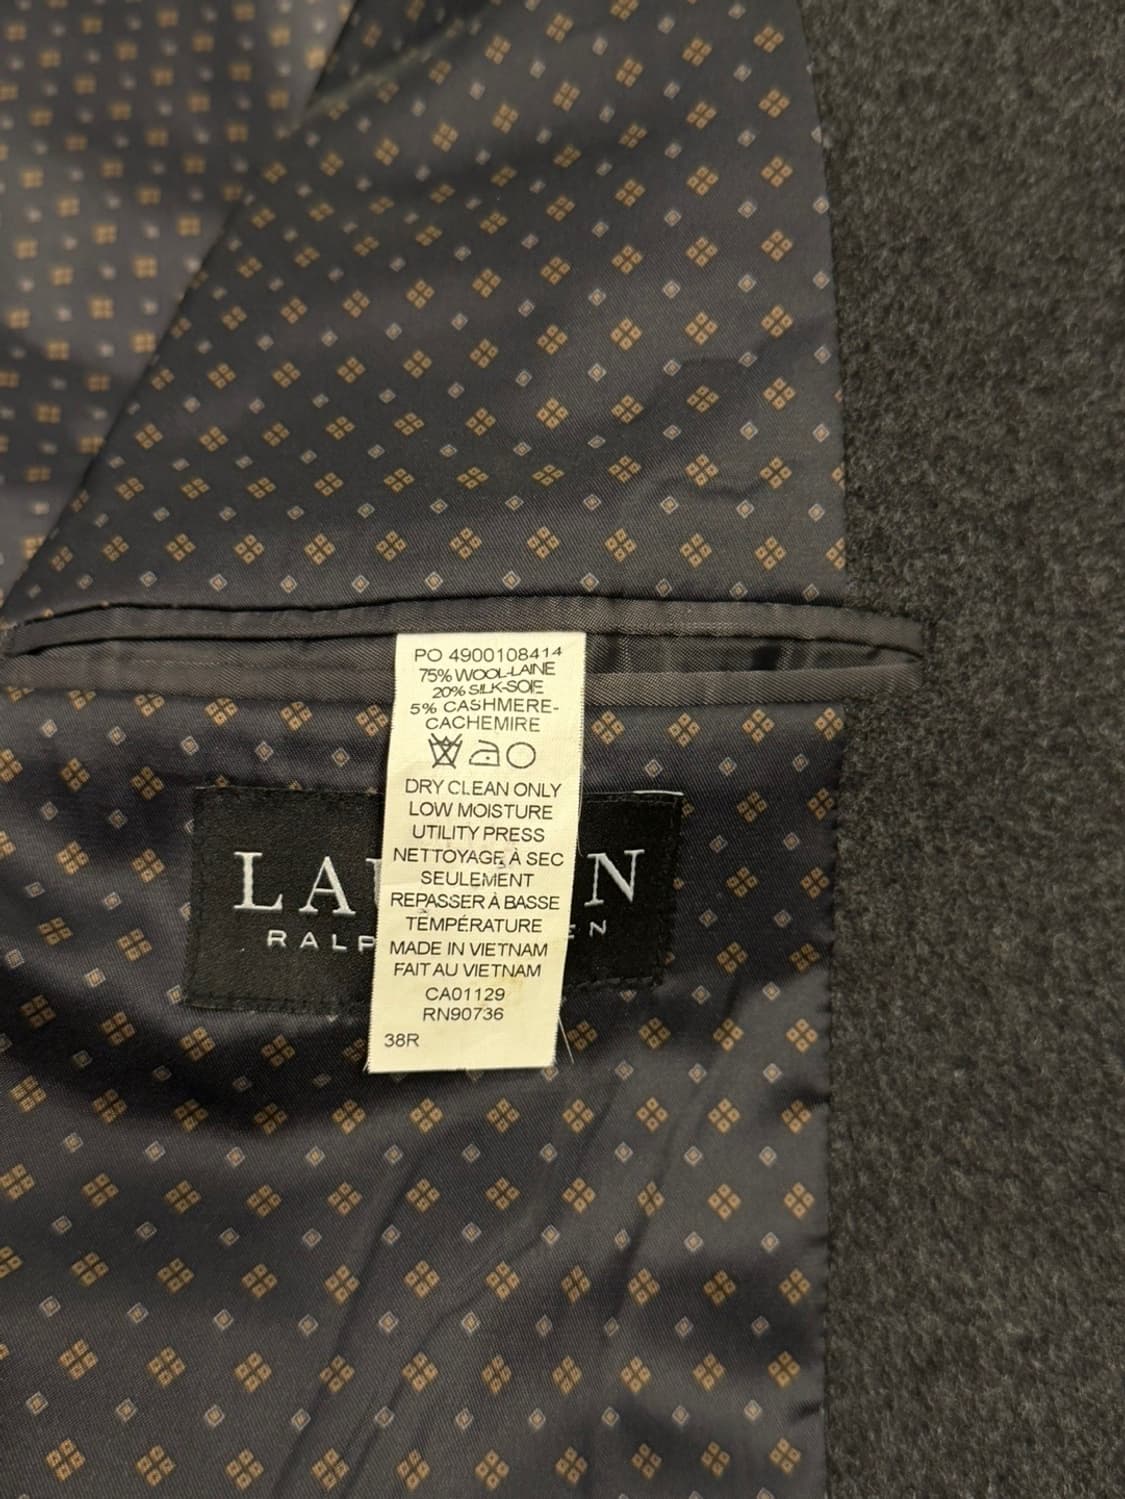 PO 4900108414
75% WOOL-LAINE
20% SILK-SOIE
5% CASHMERE-
CACHEMIRE
DRY CLEAN ONLY
LOW MOISTURE
UTILITY PRESS
NETTOYAGE À SEC
SEULEMENT
REPASSER À BASSE
TEMPÉRATURE
MADE IN VIETNAM
FAIT AU VIETNAM
CA01129
RN90736
38R